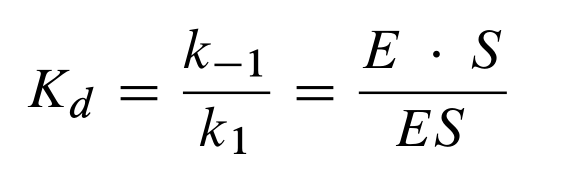 K_d = k_{-1} / k_1 = E · S / ES